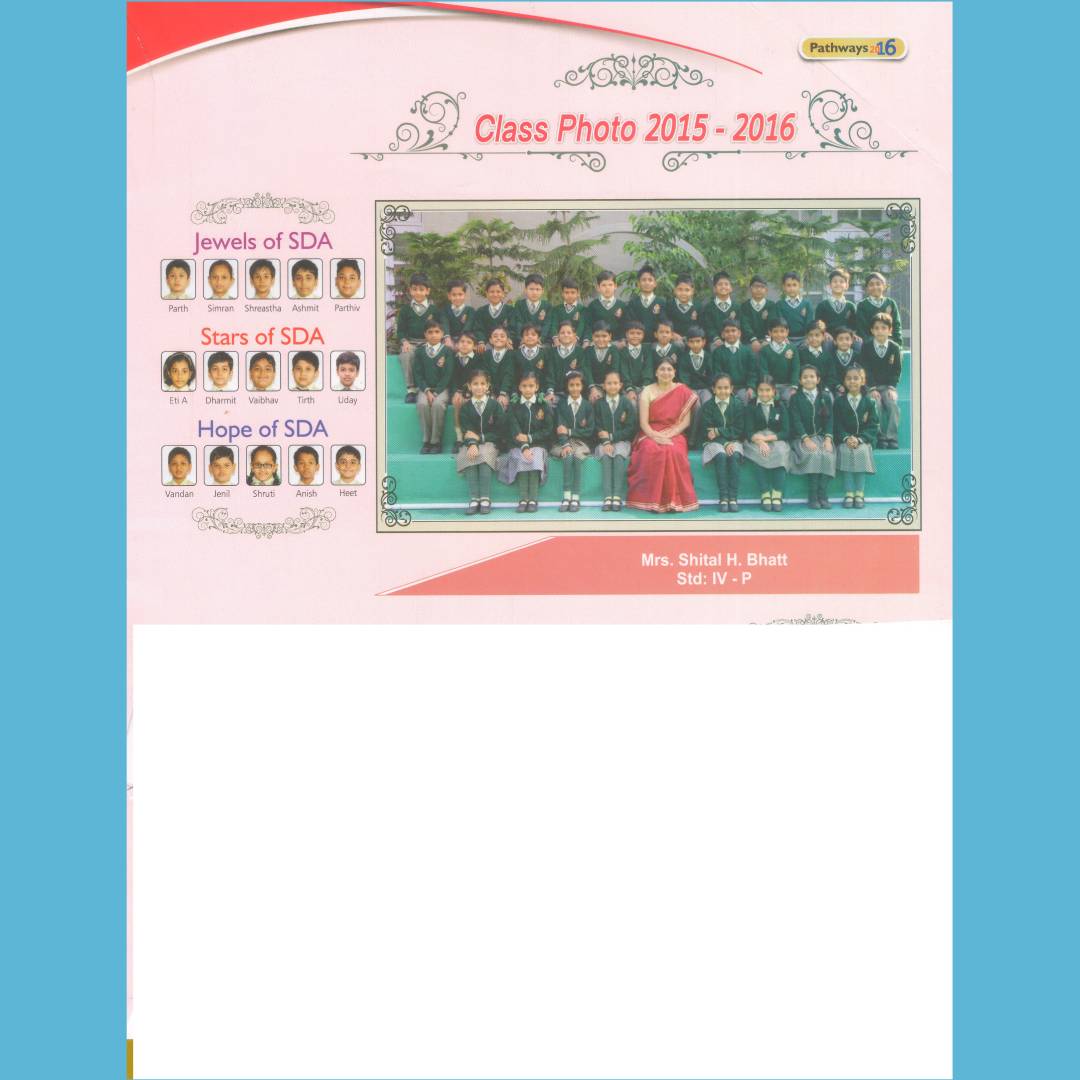 Pathways 2016
Class Photo 2015 - 2016
Jewels of SDA
Parth Simran Shreastha Ashmit Parthiv
Stars of SDA
Eti A Dharmit Vaibhav Tirth Uday
Hope of SDA
Vandan Jenil Shruti Anish Heet
Mrs. Shital H. Bhatt
Std: IV - P